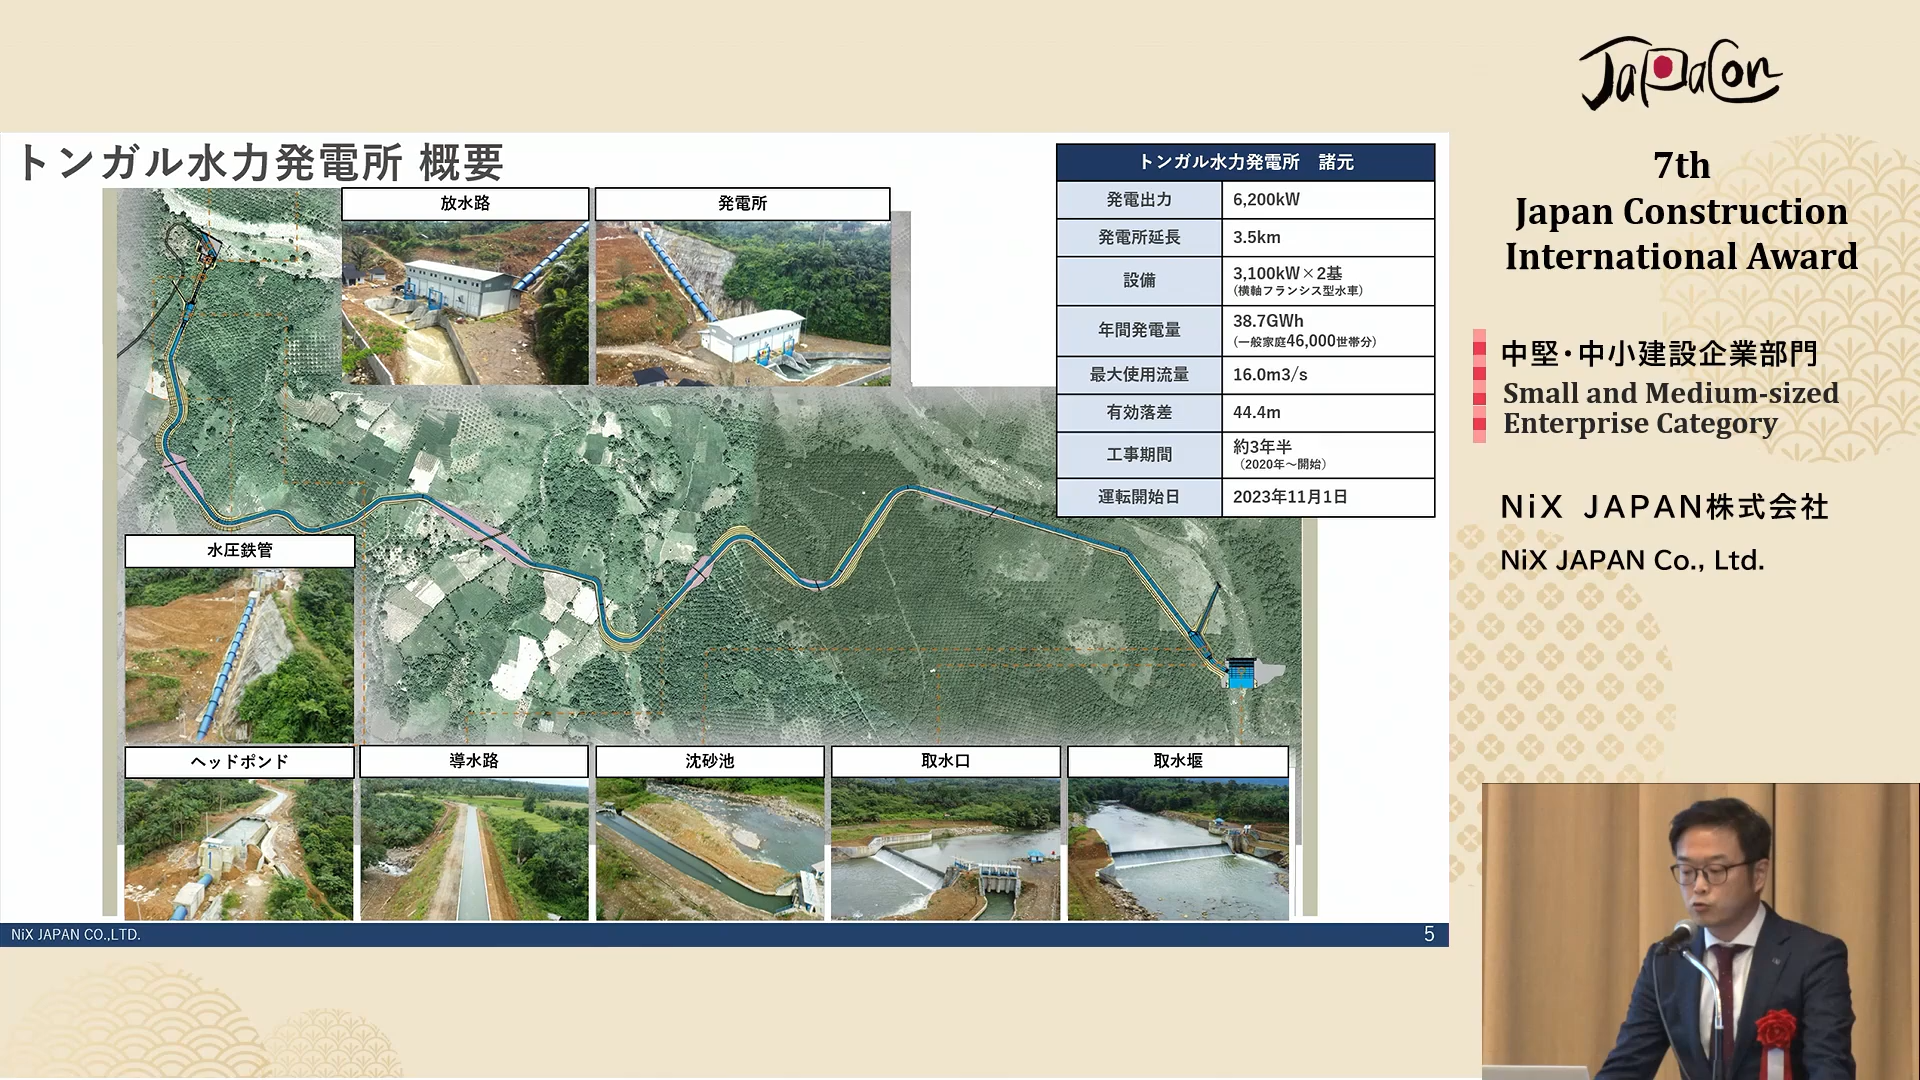 トンガル水力発電所 概要
放水路
発電所
トンガル水力発電所 諸元
発電出力 6,200kW
発電所延長 3.5km
設備 3,100kW×2基
(横軸フランシス型水車)
年間発電量 38.7GWh
(一般家庭46,000世帯分)
最大使用流量 16.0m3/s
有効落差 44.4m
工事期間 約3年半
(2020年～開始)
運転開始日 2023年11月1日
水圧鉄管
ヘッドポンド
導水路
沈砂池
取水口
取水堰
NiX JAPAN CO.,LTD.
5
JaPaCon
7th
Japan Construction
International Award
中堅・中小建設企業部門
Small and Medium-sized
Enterprise Category
NiX JAPAN株式会社
NiX JAPAN Co., Ltd.